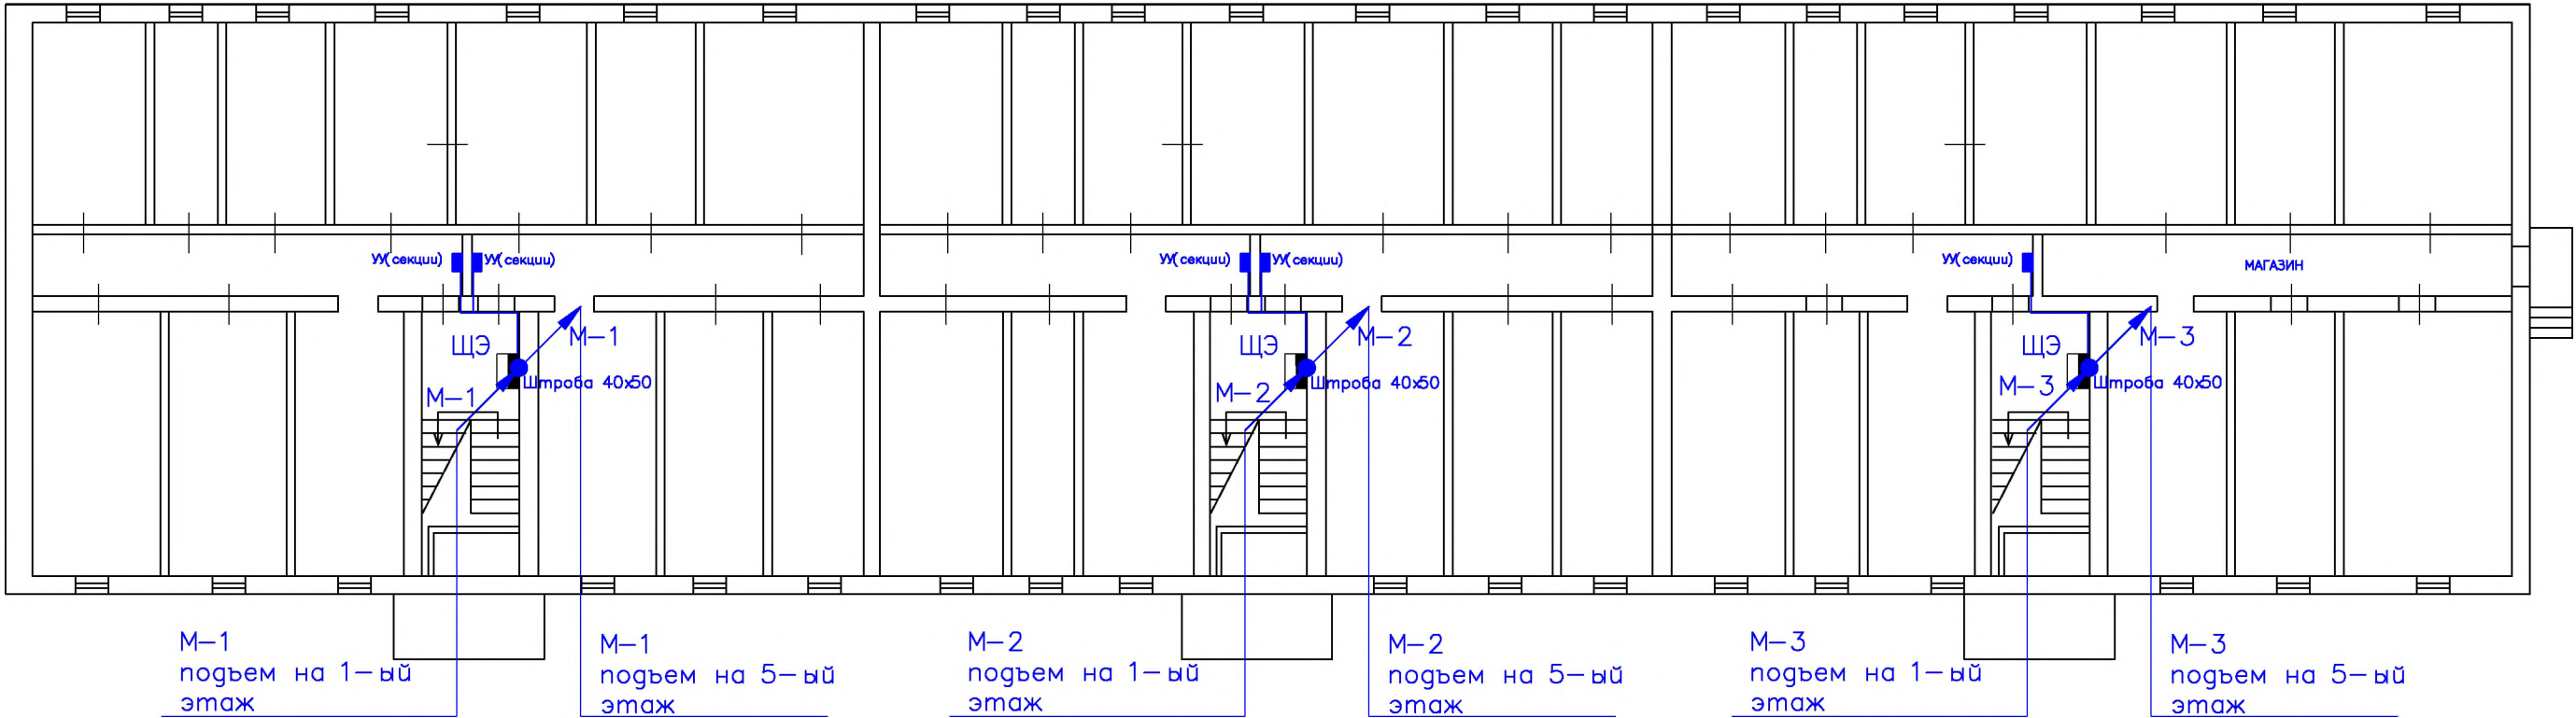 УУ( секции)
УУ( секции)
УУ( секции)
УУ( секции)
УУ( секции)
МАГАЗИН
ЩЭ
М-1
Штроба 40х50
М-1
ЩЭ
М-2
Штроба 40х50
М-2
ЩЭ
М-3
Штроба 40х50
М-3
М-1
подъем на 1-ый
этаж
М-1
подъем на 5-ый
этаж
М-2
подъем на 1-ый
этаж
М-2
подъем на 5-ый
этаж
М-3
подъем на 1-ый
этаж
М-3
подъем на 5-ый
этаж